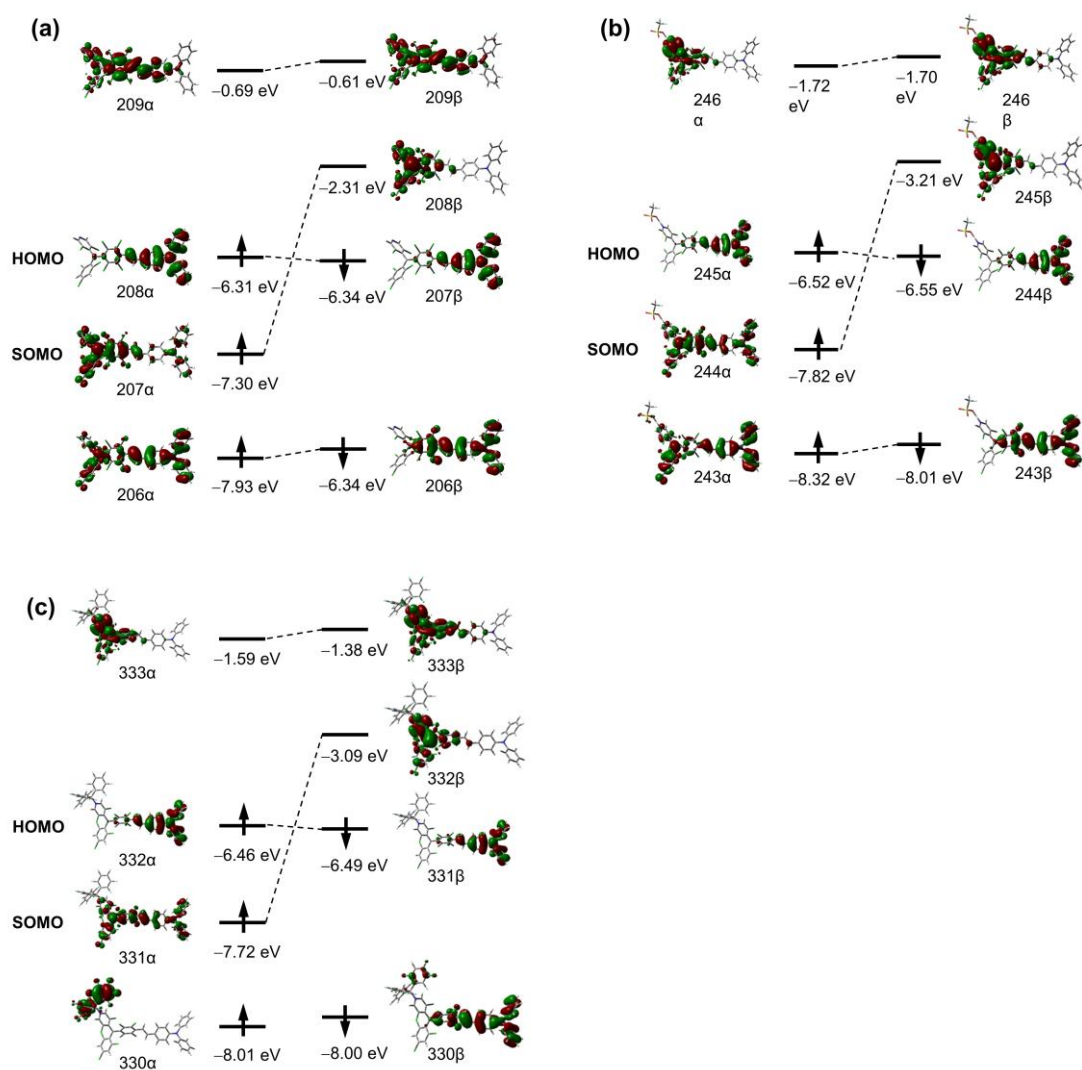 (a)
209α
−0.69 eV
−0.61 eV
209β
−2.31 eV
208β
HOMO
208α
−6.31 eV
−6.34 eV
207β
SOMO
207α
−7.30 eV
206α
−7.93 eV
−6.34 eV
206β
(b)
246
α
−1.72
eV
−1.70
eV
246
β
−3.21 eV
245β
HOMO
245α
−6.52 eV
−6.55 eV
244β
SOMO
244α
−7.82 eV
243α
−8.32 eV
−8.01 eV
243β
(c)
333α
−1.59 eV
−1.38 eV
333β
−3.09 eV
332β
HOMO
332α
−6.46 eV
−6.49 eV
331β
SOMO
331α
−7.72 eV
330α
−8.01 eV
−8.00 eV
330β